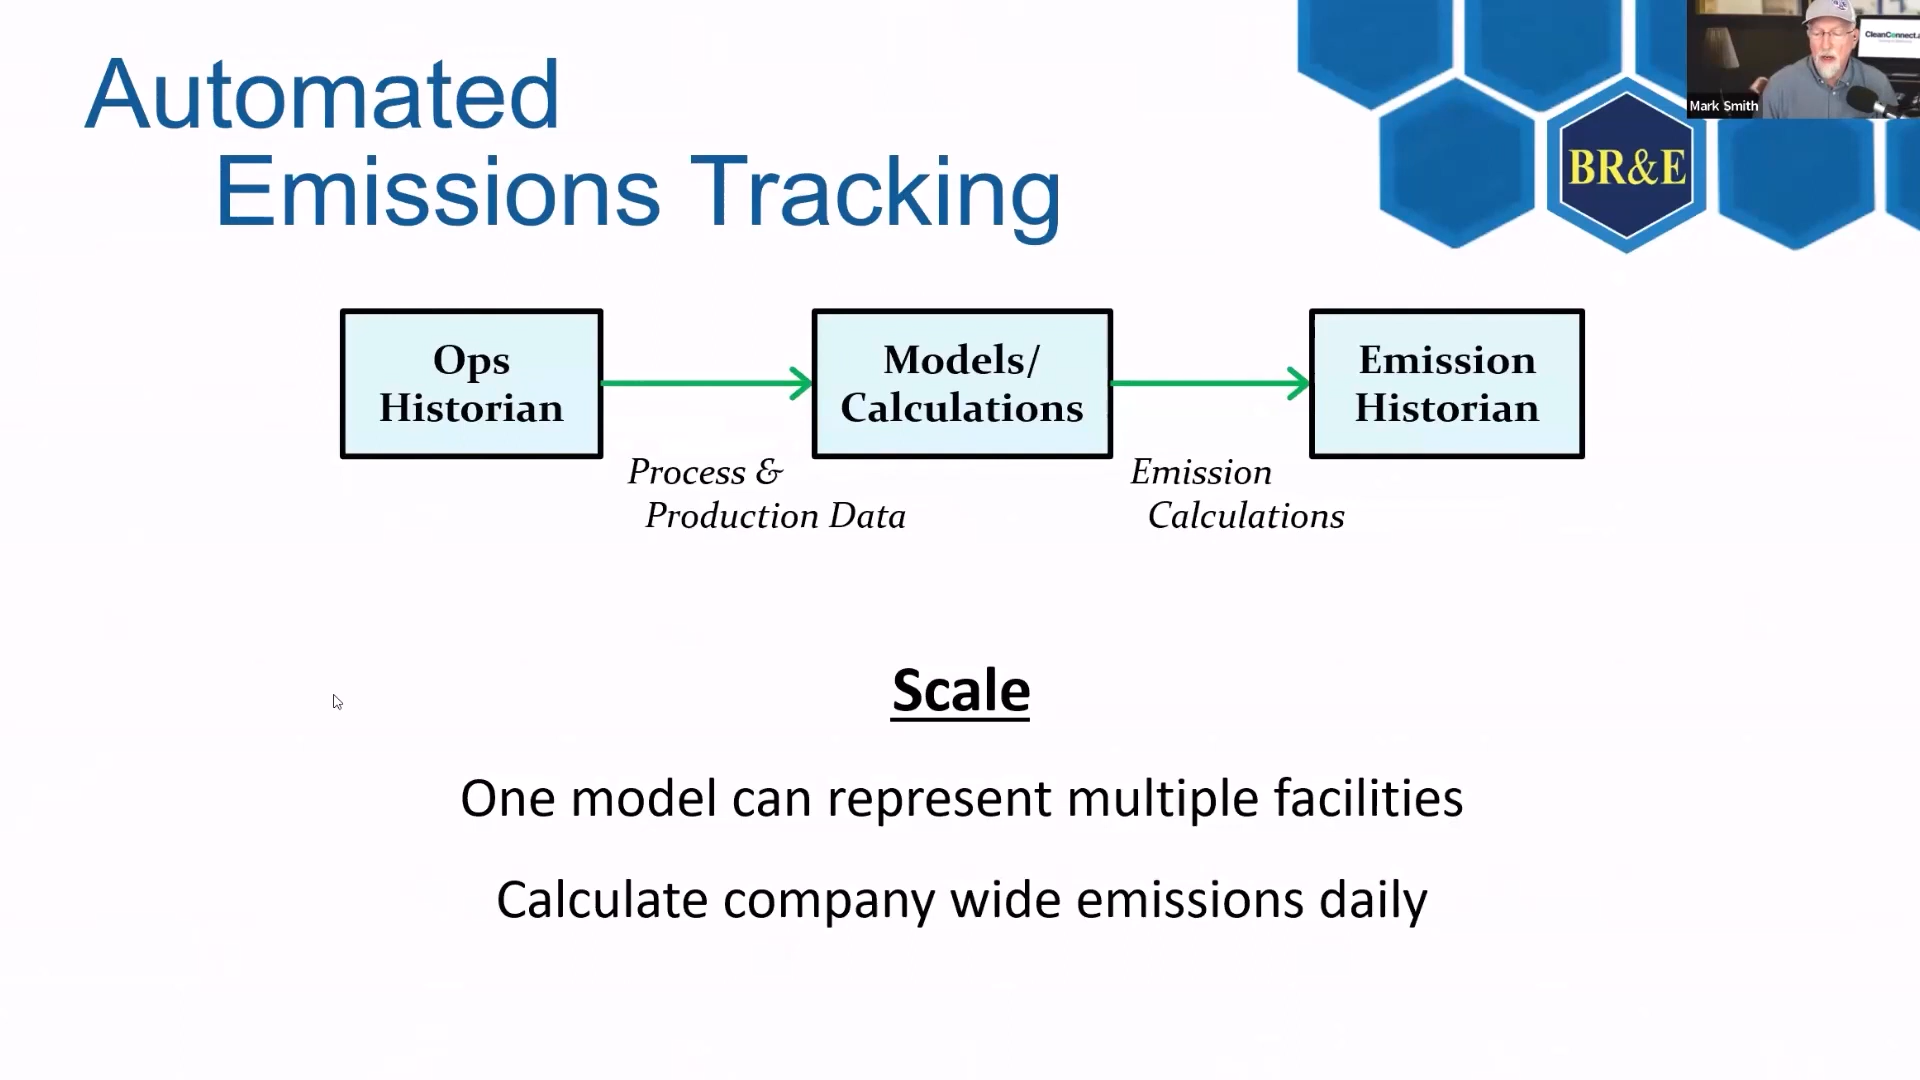 Automated
Emissions Tracking
BR&E
CleanConnect.a
Mark Smith
Ops
Historian
Models/
Calculations
Emission
Historian
Process &
Production Data
Emission
Calculations
Scale
One model can represent multiple facilities
Calculate company wide emissions daily